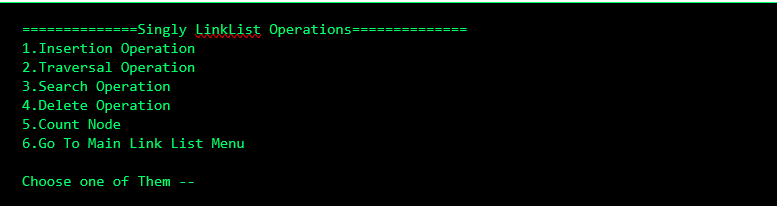 ==============Singly LinkList Operations==============
1.Insertion Operation
2.Traversal Operation
3.Search Operation
4.Delete Operation
5.Count Node
6.Go To Main Link List Menu
Choose one of Them --